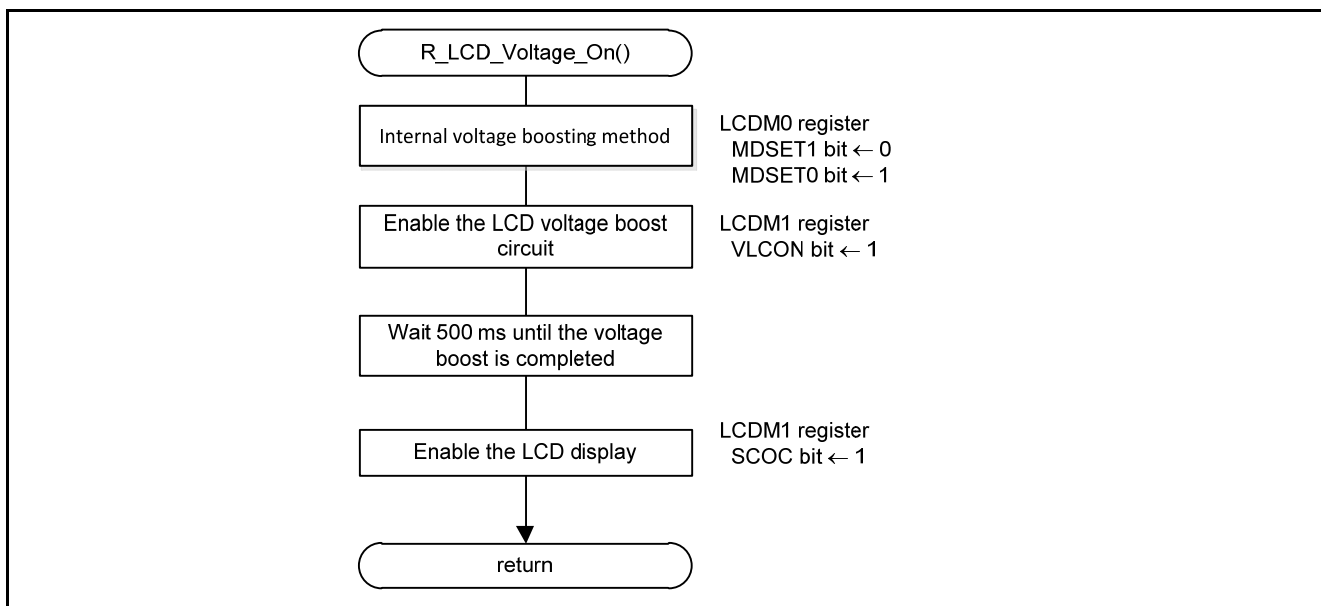 R_LCD_Voltage_On()
Internal voltage boosting method
LCDM0 register
MDSET1 bit ← 0
MDSET0 bit ← 1
Enable the LCD voltage boost
circuit
LCDM1 register
VLCON bit ← 1
Wait 500 ms until the voltage
boost is completed
Enable the LCD display
LCDM1 register
SCOC bit ← 1
return